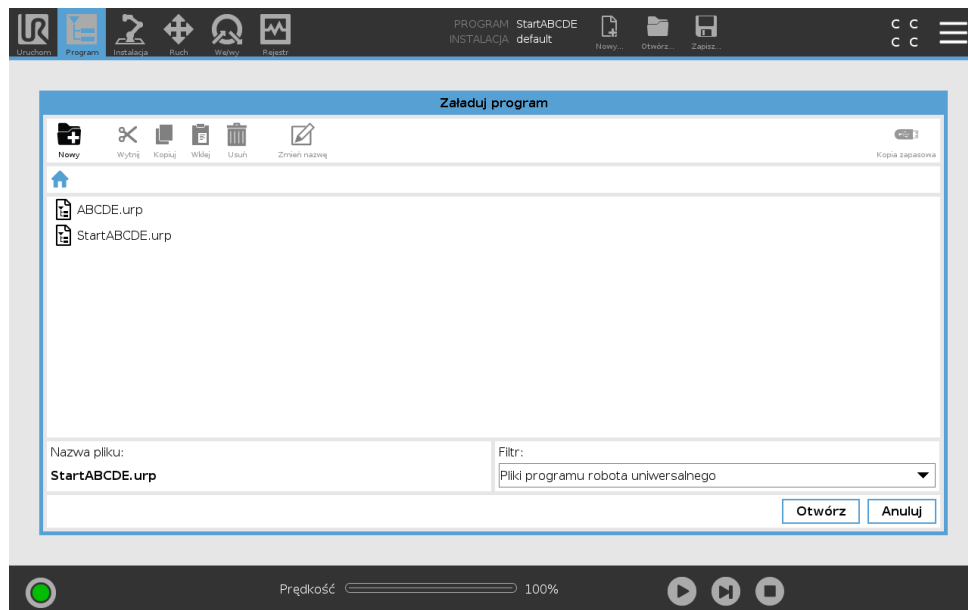 PROGRAM StartABCDE
INSTALACJA default
C C
C C
Uruchom Program Instalacja Ruch We/wy Rejestr Nowy... Otwórz... Zapisz...
Załaduj program
Nowy Wytnij Kopiuj Wklej Usuń Zmień nazwę Kopia zapasowa
ABCDE.urp
StartABCDE.urp
Nazwa pliku: Filtr:
StartABCDE.urp Pliki programu robota uniwersalnego
Otwórz Anuluj
Prędkość 100%